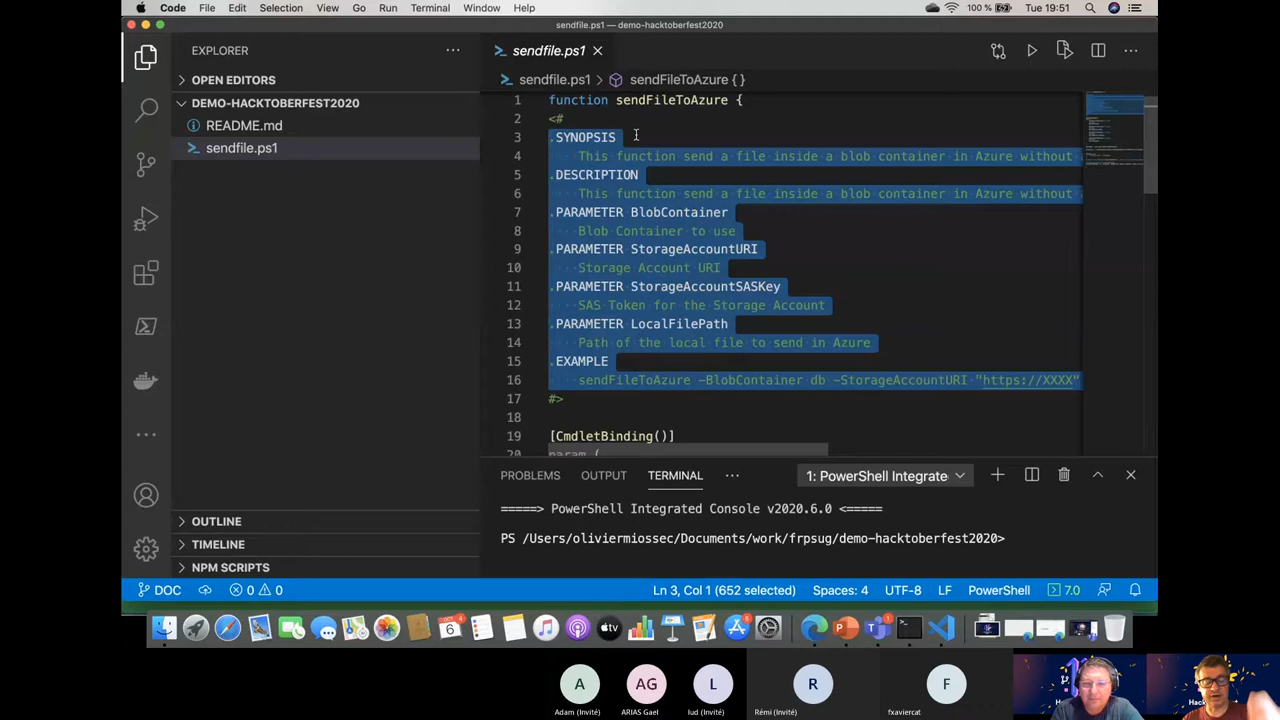 Code File Edit Selection View Go Run Terminal Window Help 100 % Tue 19:51
sendfile.ps1 — demo-hacktoberfest2020
EXPLORER
OPEN EDITORS
DEMO-HACKTOBERFEST2020
README.md
sendfile.ps1
OUTLINE
TIMELINE
NPM SCRIPTS
sendfile.ps1
sendfile.ps1 > sendFileToAzure {}
1 function sendFileToAzure {
2 <#
3 .SYNOPSIS
4 This function send a file inside a blob container in Azure without
5 .DESCRIPTION
6 This function send a file inside a blob container in Azure without
7 .PARAMETER BlobContainer
8 Blob Container to use
9 .PARAMETER StorageAccountURI
10 Storage Account URI
11 .PARAMETER StorageAccountSASKey
12 SAS Token for the Storage Account
13 .PARAMETER LocalFilePath
14 Path of the local file to send in Azure
15 .EXAMPLE
16 sendFileToAzure -BlobContainer db -StorageAccountURI "https://XXXX"
17 #>
18
19 [CmdletBinding()]
20 param (
PROBLEMS OUTPUT TERMINAL ... 1: PowerShell Integrate
=====> PowerShell Integrated Console v2020.6.0 <=====
PS /Users/oliviermiossec/Documents/work/frpsug/demo-hacktoberfest2020>
DOC 0 0 Ln 3, Col 1 (652 selected) Spaces: 4 UTF-8 LF PowerShell 7.0
6
tv
A AG L R F
Adam (Invité) ARIAS Gael lud (Invité) Rémi (Invité) fxaviercat